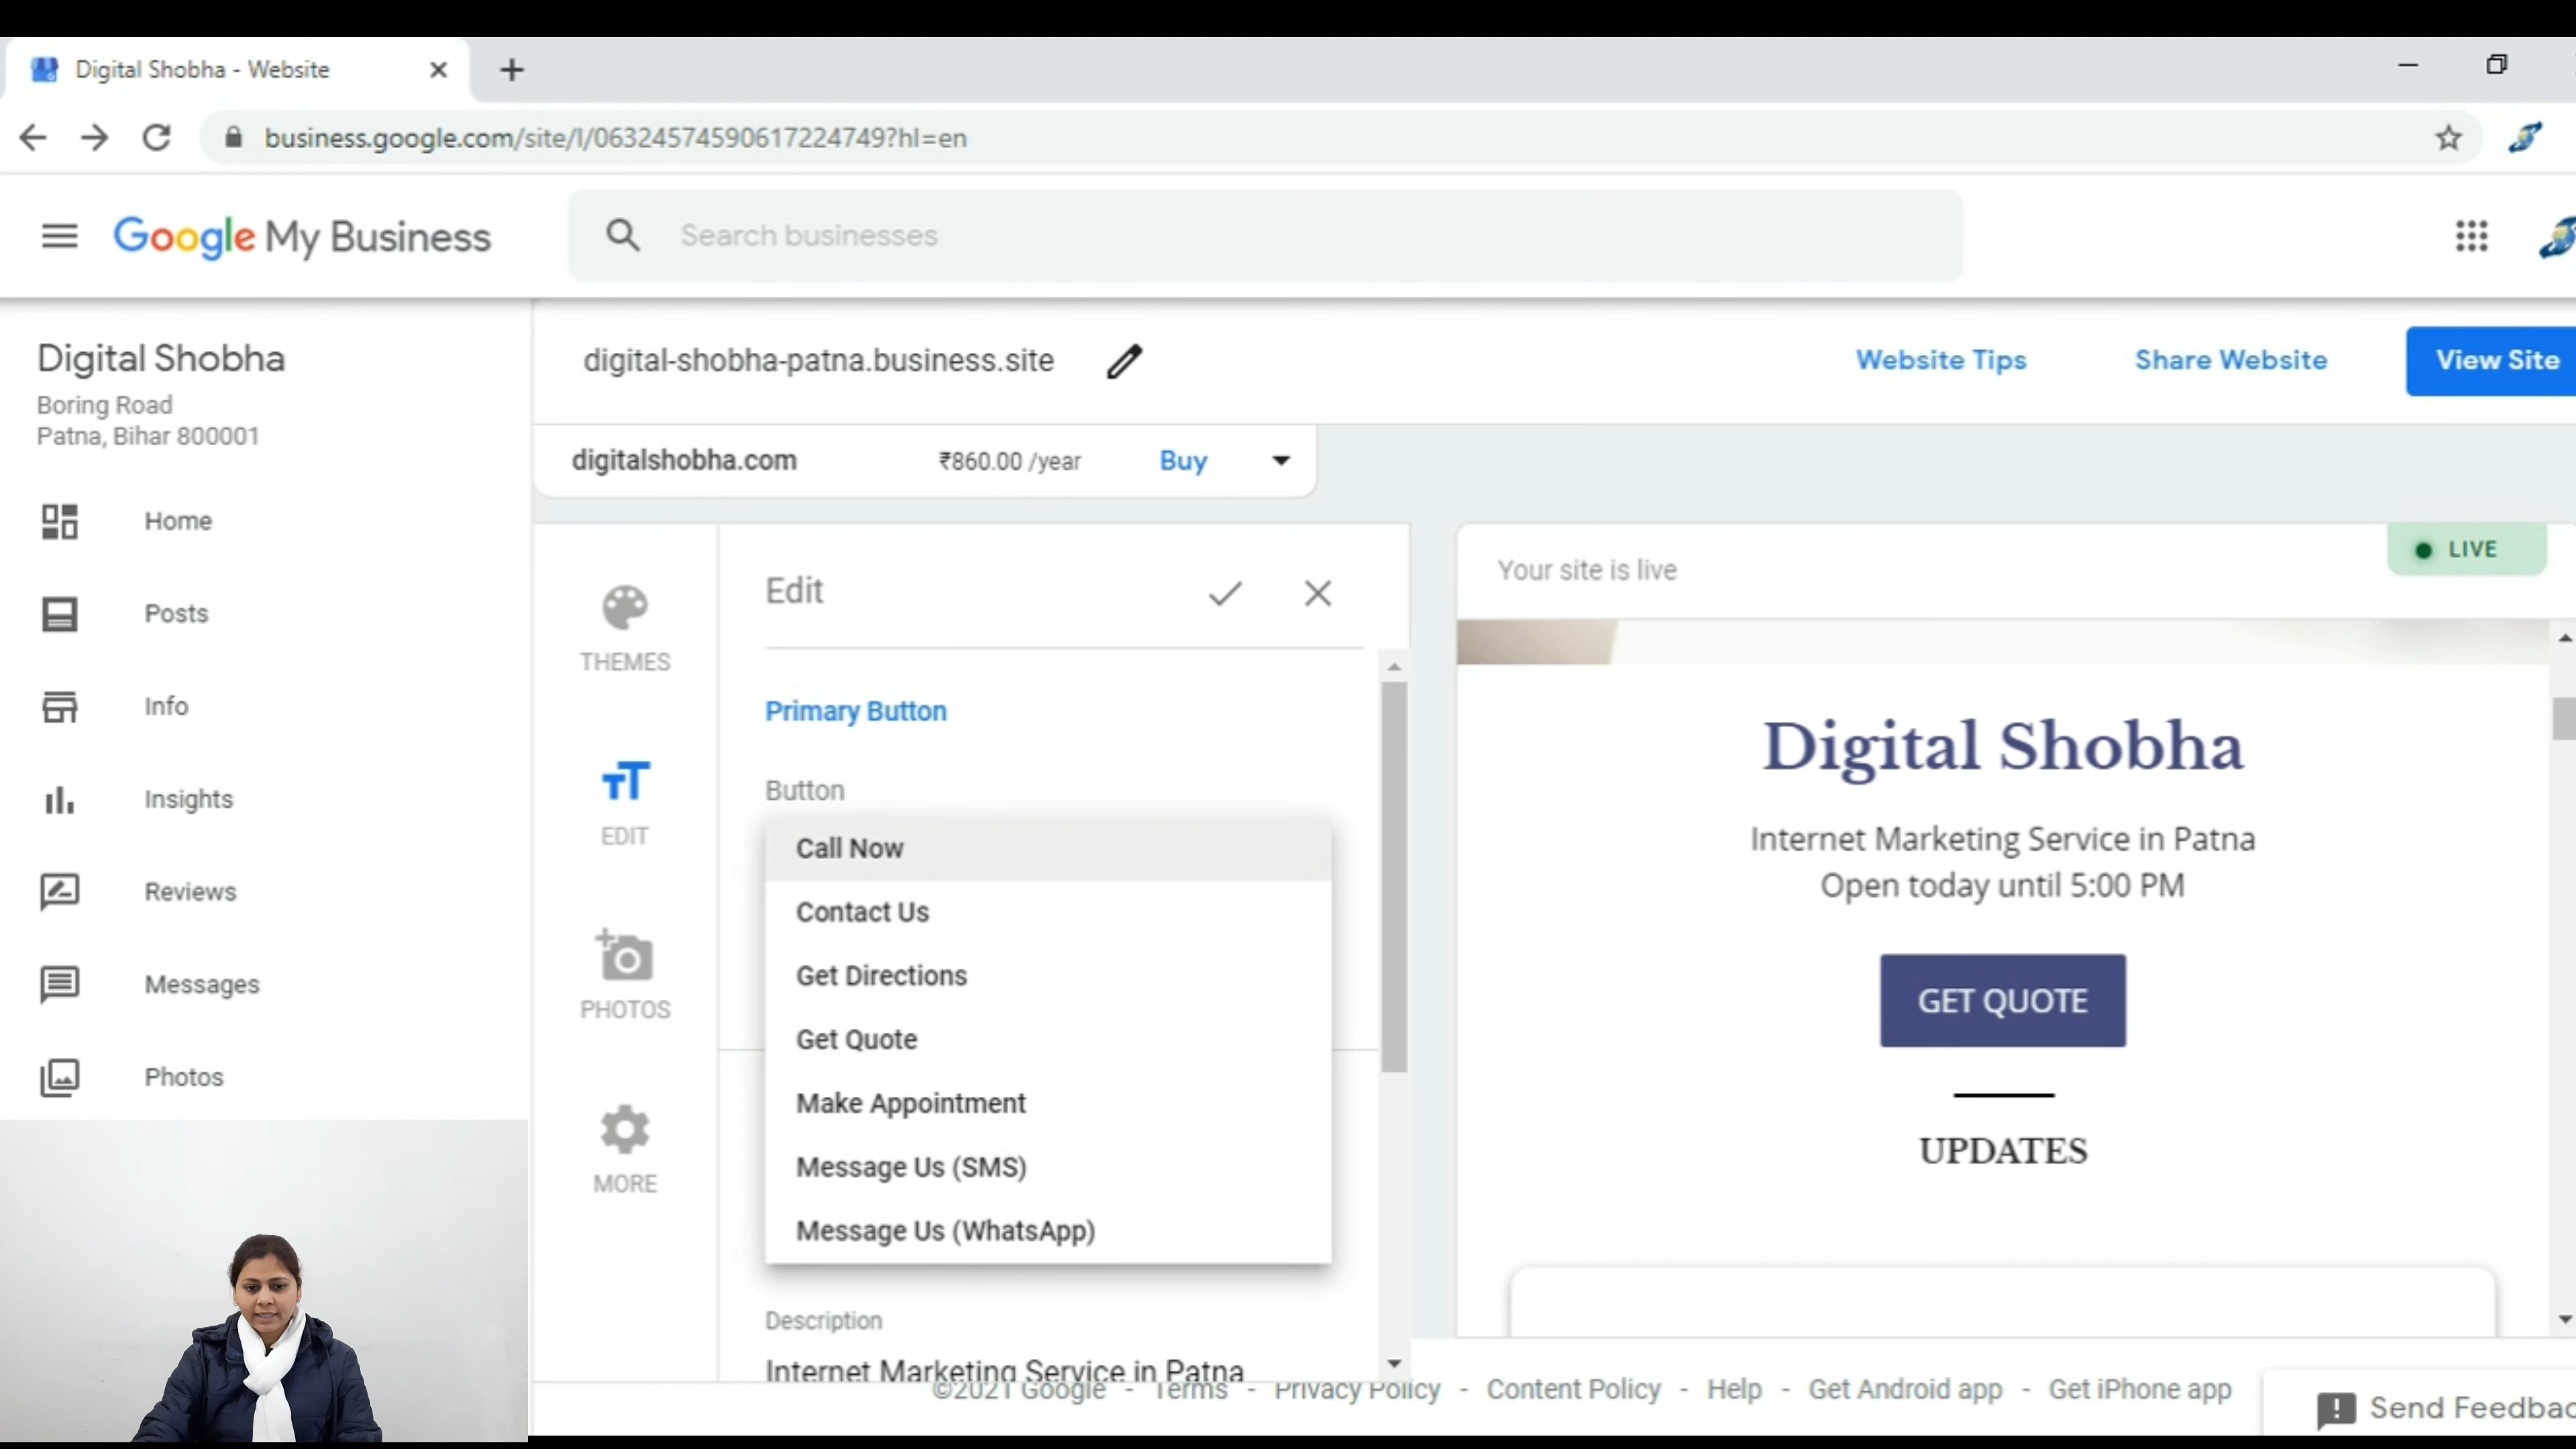 Digital Shobha - Website
business.google.com/site/l/06324574590617224749?hl=en
Google My Business
Search businesses
Digital Shobha
Boring Road
Patna, Bihar 800001
Home
Posts
Info
Insights
Reviews
Messages
Photos
digital-shobha-patna.business.site
Website Tips
Share Website
View Site
digitalshobha.com
₹860.00 /year
Buy
THEMES
EDIT
PHOTOS
MORE
Edit
Primary Button
Button
Call Now
Contact Us
Get Directions
Get Quote
Make Appointment
Message Us (SMS)
Message Us (WhatsApp)
Description
Internet Marketing Service in Patna
Your site is live
LIVE
Digital Shobha
Internet Marketing Service in Patna
Open today until 5:00 PM
GET QUOTE
UPDATES
©2021 Google - Terms - Privacy Policy - Content Policy - Help - Get Android app - Get iPhone app
Send Feedbac